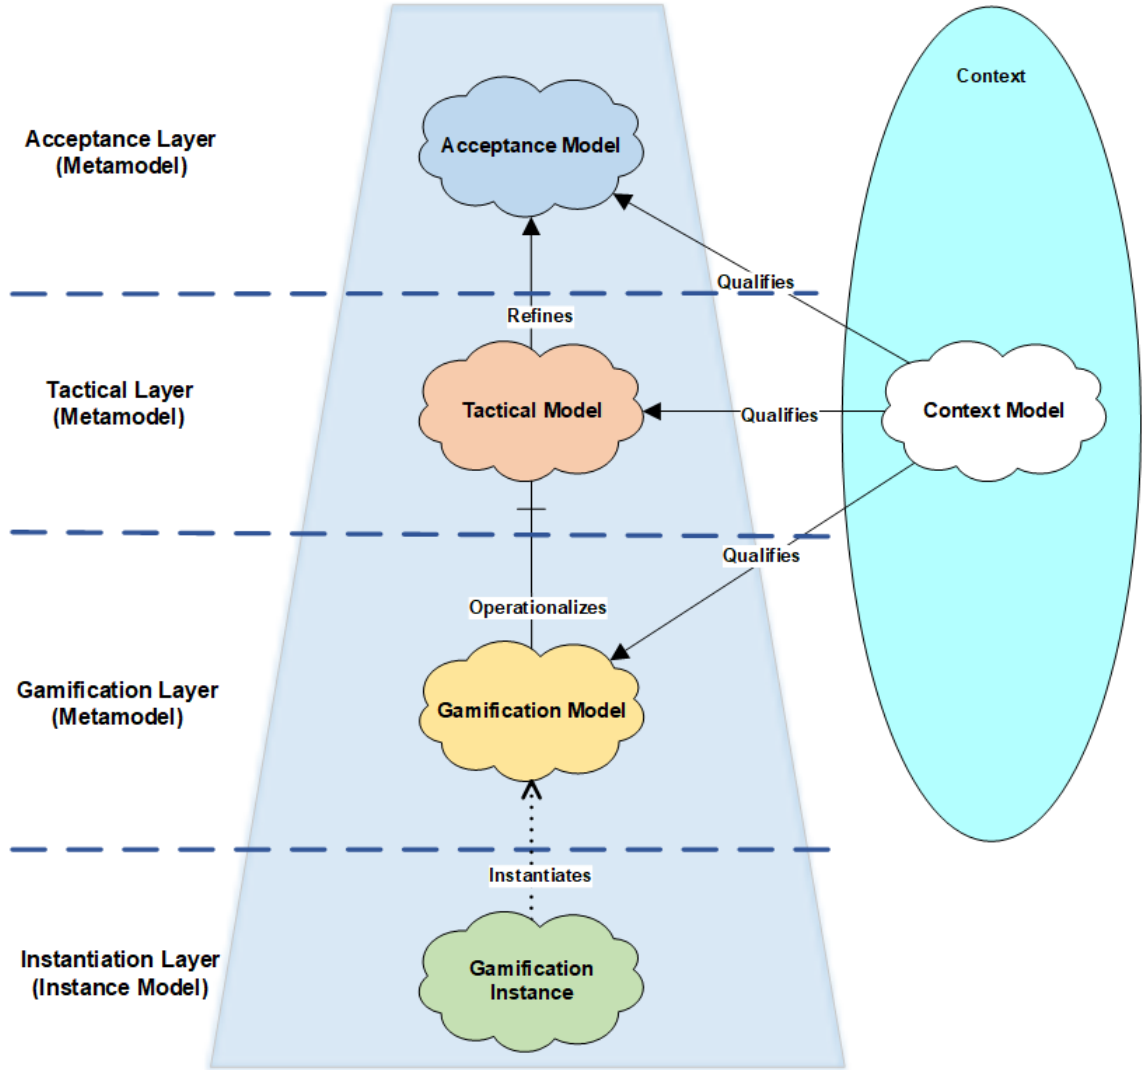 Context
Acceptance Layer
(Metamodel)
Acceptance Model
Qualifies
Refines
Tactical Layer
(Metamodel)
Tactical Model
Qualifies
Context Model
Qualifies
Operationalizes
Gamification Layer
(Metamodel)
Gamification Model
Instantiates
Instantiation Layer
(Instance Model)
Gamification
Instance